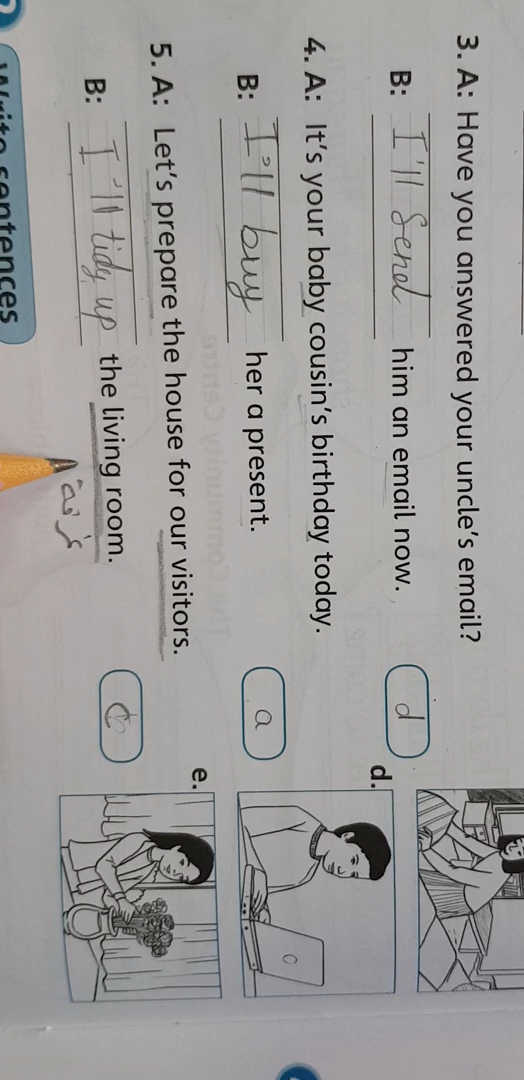 3. A: Have you answered your uncle's email?
B: I'll send him an email now.
d
4. A: It's your baby cousin's birthday today.
B: I'll buy her a present.
a
5. A: Let's prepare the house for our visitors.
B: I'll tidy up the living room.
d.
e.
Write sentences